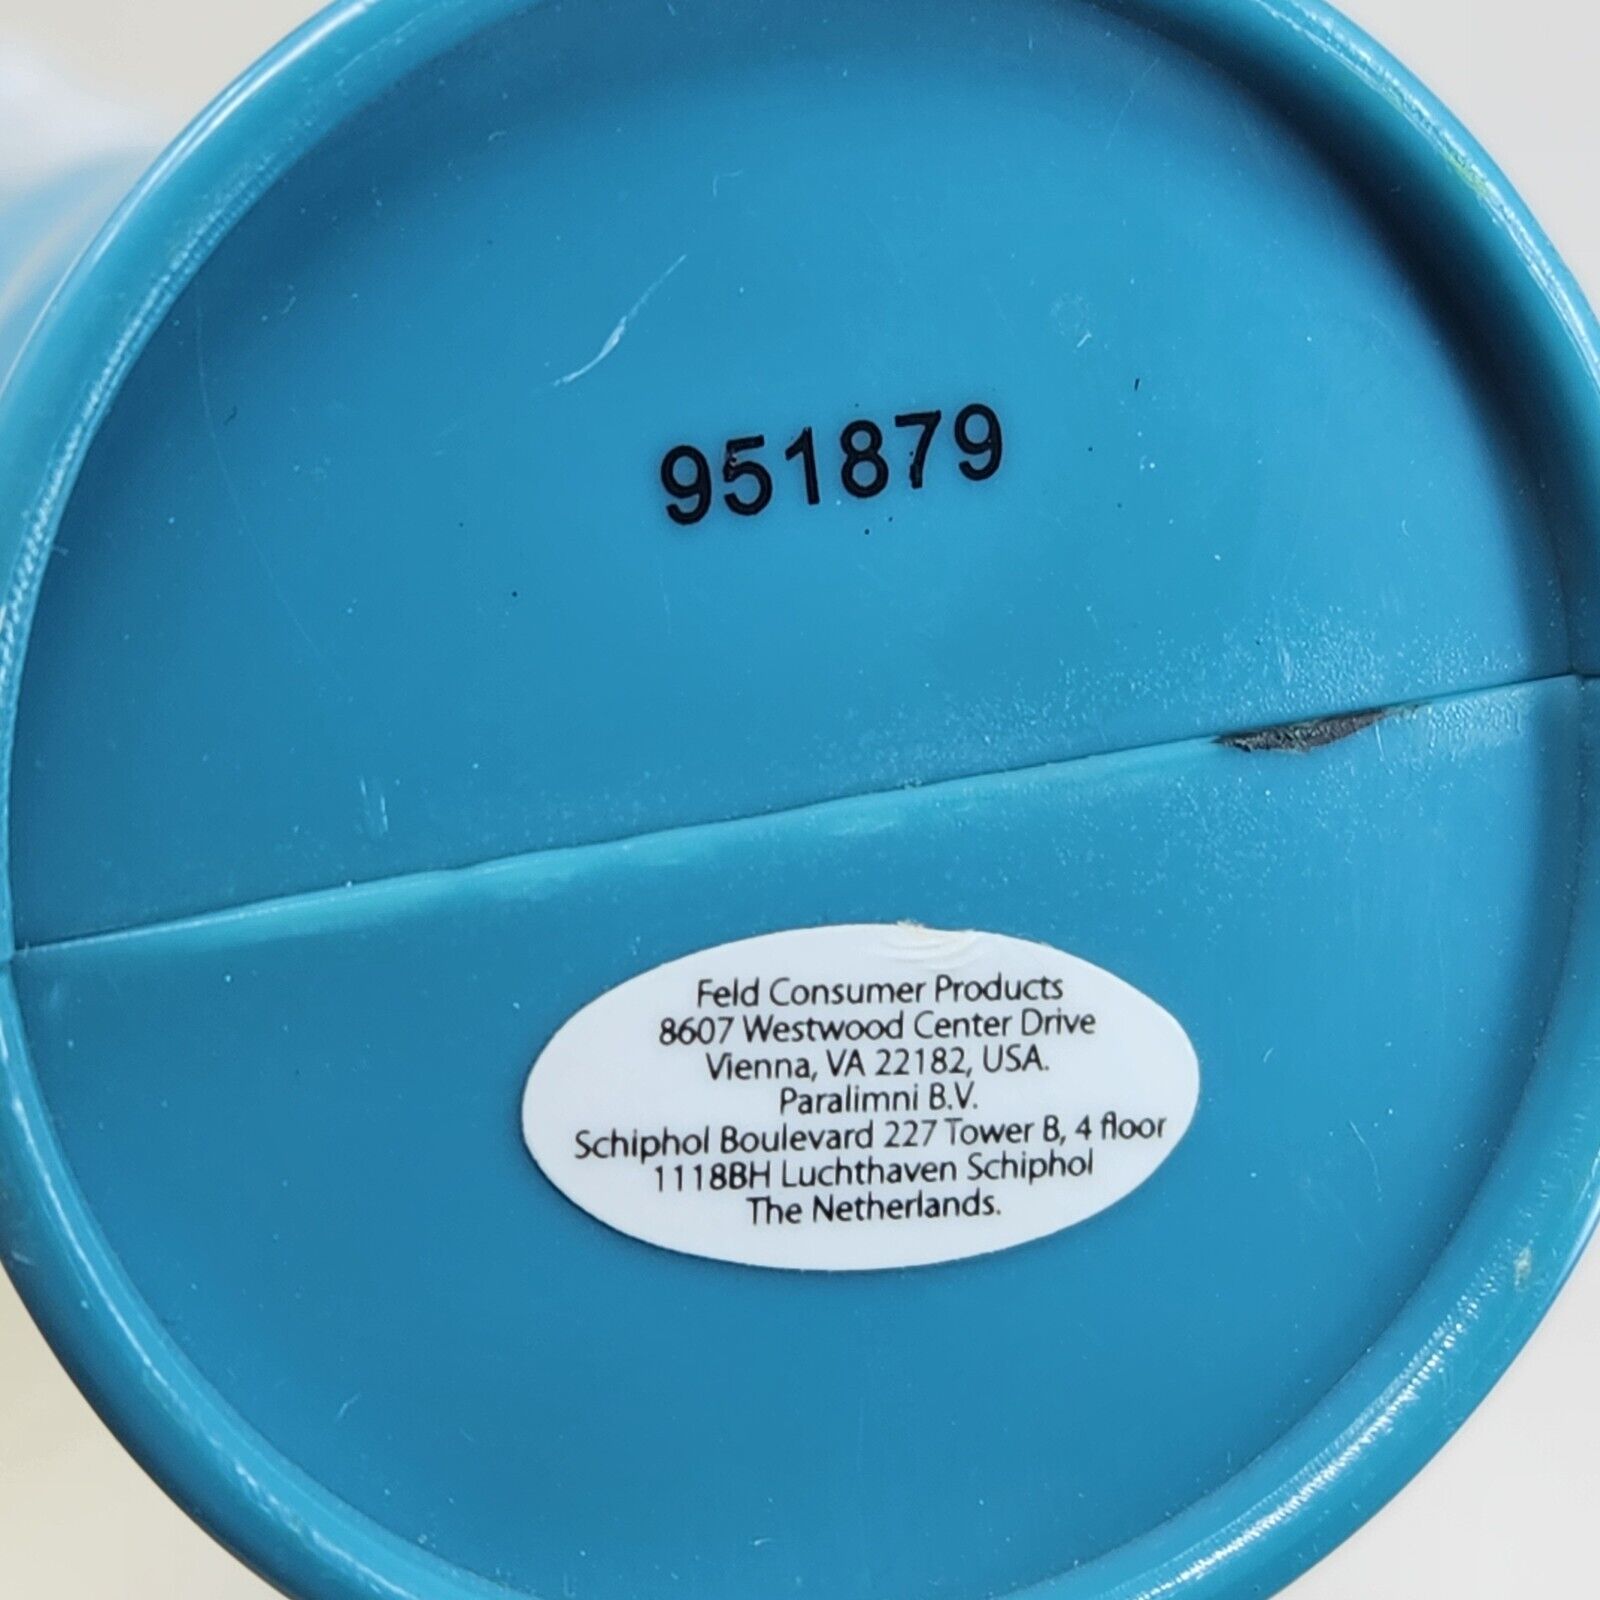 951879
Feld Consumer Products
8607 Westwood Center Drive
Vienna, VA 22182, USA.
Paralimni B.V.
Schiphol Boulevard 227 Tower B, 4 floor
1118BH Luchthaven Schiphol
The Netherlands.